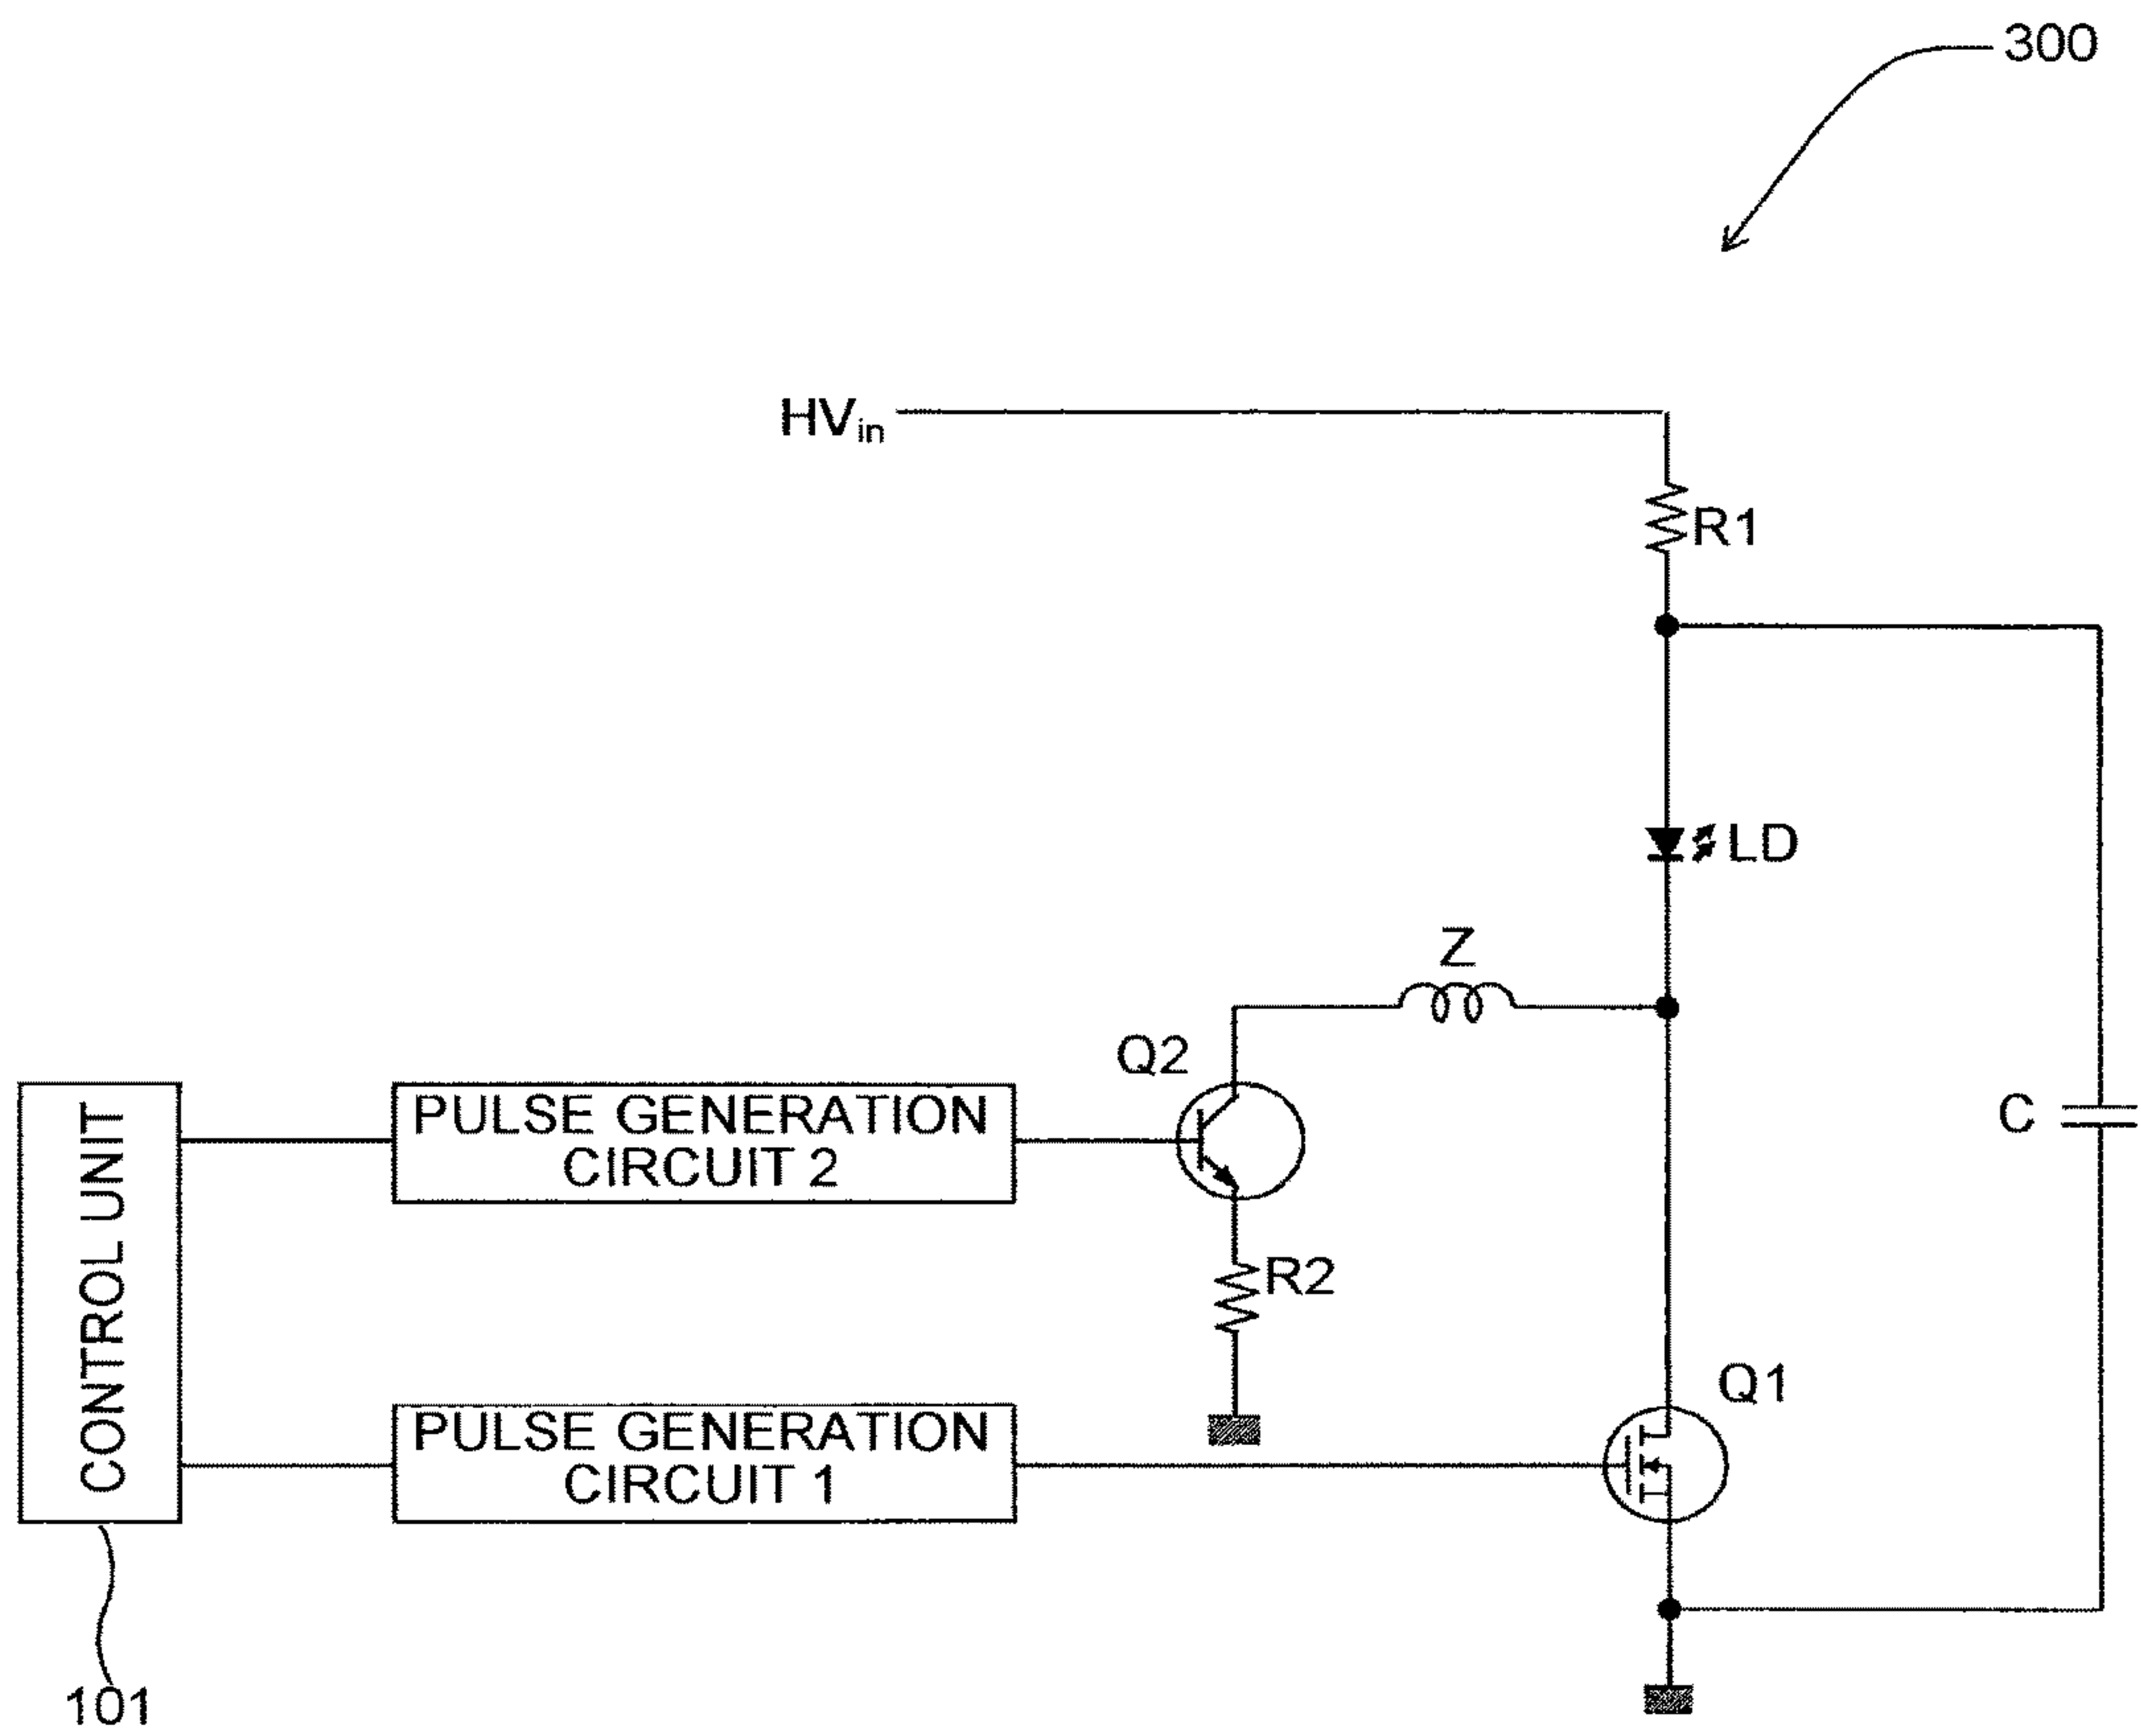 300
HVin
R1
LD
Z
Q2
C
PULSE GENERATION
CIRCUIT 2
CONTROL UNIT
R2
Q1
PULSE GENERATION
CIRCUIT 1
101